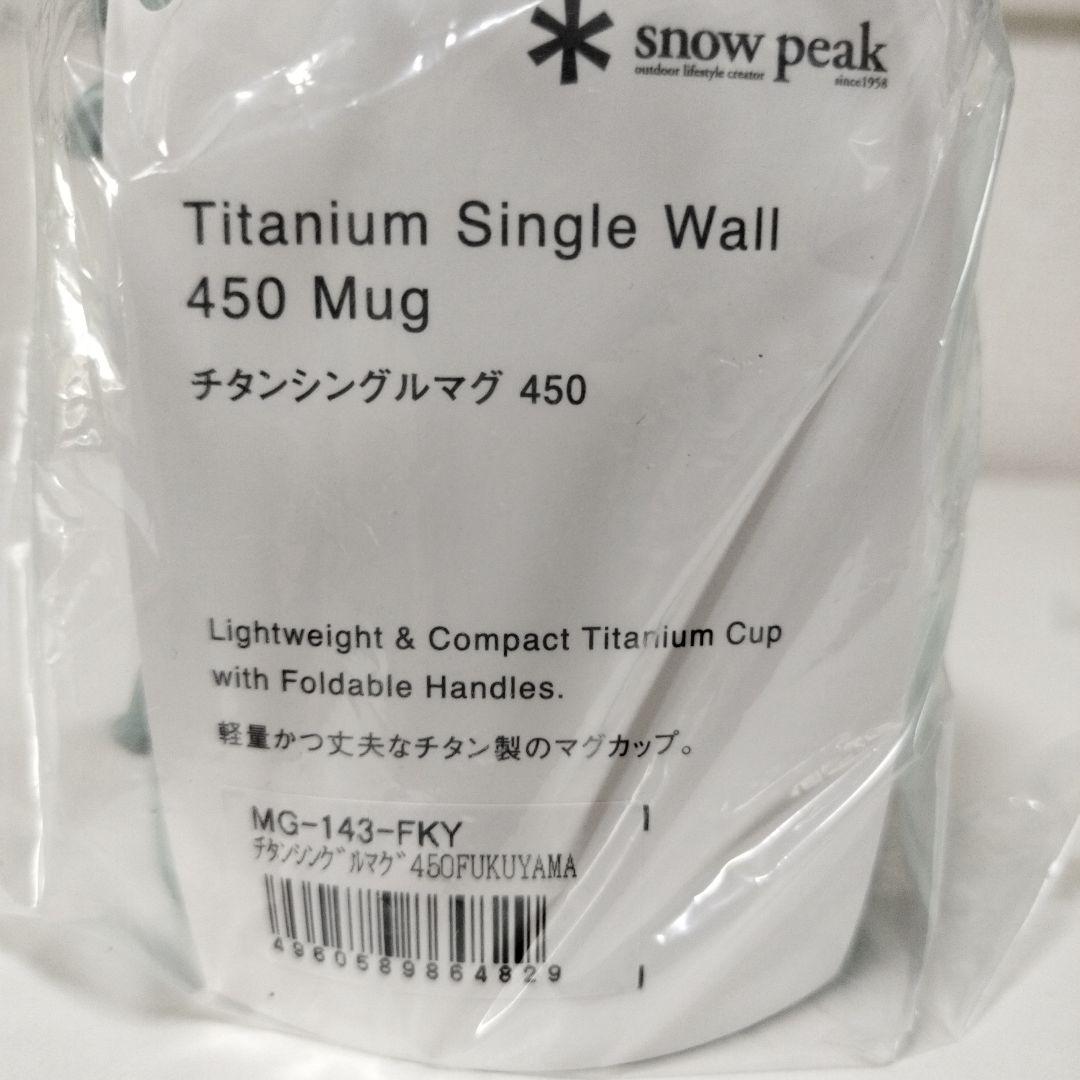 snow peak
outdoor lifestyle creator
since1958
Titanium Single Wall
450 Mug
チタンシングルマグ 450
Lightweight & Compact Titanium Cup
with Foldable Handles.
軽量かつ丈夫なチタン製のマグカップ。
MG-143-FKY
ﾁﾀﾝｼﾝｸﾞﾙﾏｸﾞ450FUKUYAMA
4960589864829